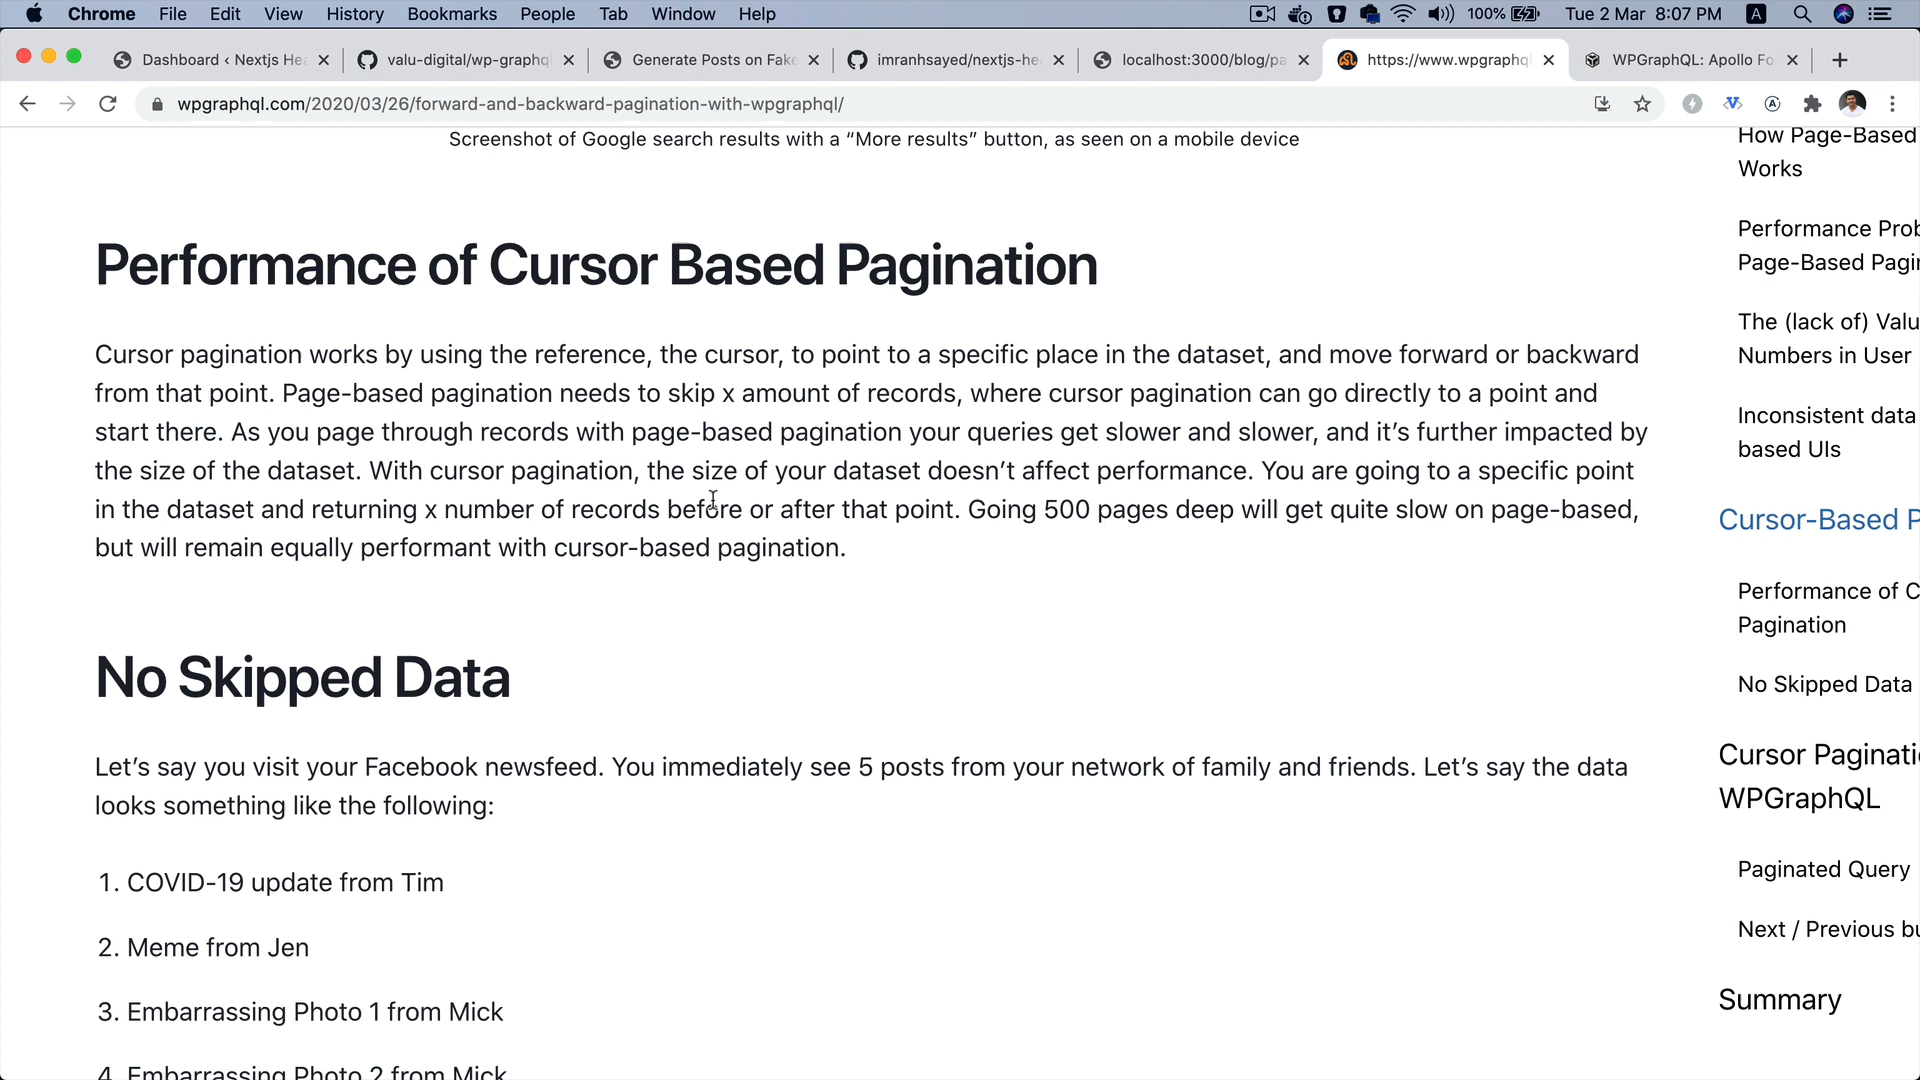 Chrome File Edit View History Bookmarks People Tab Window Help 100% Tue 2 Mar 8:07 PM A
Dashboard ‹ Nextjs He
valu-digital/wp-graphq
Generate Posts on Fake
imranhsayed/nextjs-he
localhost:3000/blog/pa
https://www.wpgraphq
WPGraphQL: Apollo Fo
wpgraphql.com/2020/03/26/forward-and-backward-pagination-with-wpgraphql/
Screenshot of Google search results with a “More results” button, as seen on a mobile device
Performance of Cursor Based Pagination
Cursor pagination works by using the reference, the cursor, to point to a specific place in the dataset, and move forward or backward
from that point. Page-based pagination needs to skip x amount of records, where cursor pagination can go directly to a point and
start there. As you page through records with page-based pagination your queries get slower and slower, and it’s further impacted by
the size of the dataset. With cursor pagination, the size of your dataset doesn’t affect performance. You are going to a specific point
in the dataset and returning x number of records before or after that point. Going 500 pages deep will get quite slow on page-based,
but will remain equally performant with cursor-based pagination.
No Skipped Data
Let’s say you visit your Facebook newsfeed. You immediately see 5 posts from your network of family and friends. Let’s say the data
looks something like the following:
1. COVID-19 update from Tim
2. Meme from Jen
3. Embarrassing Photo 1 from Mick
4. Embarrassing Photo 2 from Mick
How Page-Based
Works
Performance Prob
Page-Based Pagin
The (lack of) Valu
Numbers in User
Inconsistent data
based UIs
Cursor-Based P
Performance of C
Pagination
No Skipped Data
Cursor Paginati
WPGraphQL
Paginated Query
Next / Previous bu
Summary